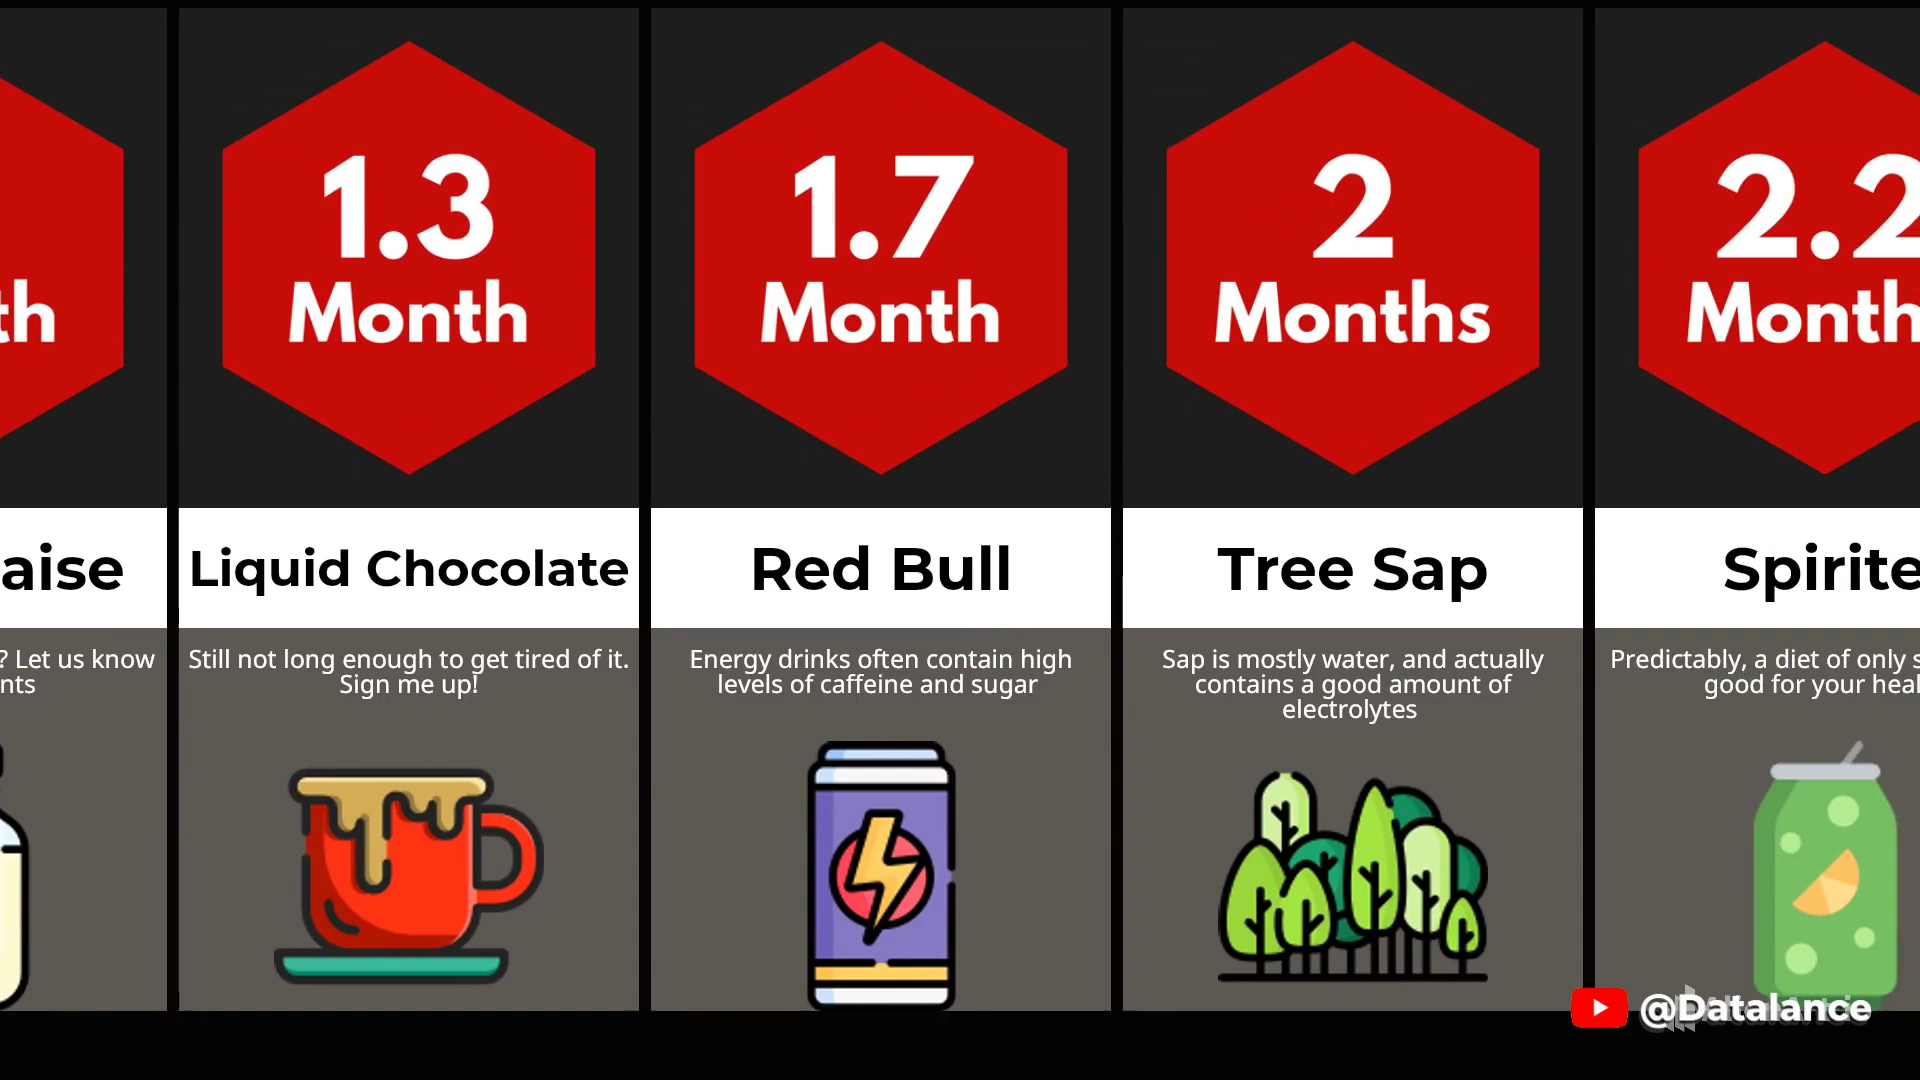 th
aise
? Let us know
nts
1.3
Month
Liquid Chocolate
Still not long enough to get tired of it.
Sign me up!
1.7
Month
Red Bull
Energy drinks often contain high
levels of caffeine and sugar
2
Months
Tree Sap
Sap is mostly water, and actually
contains a good amount of
electrolytes
2.2
Month
Spirite
Predictably, a diet of only s
good for your heal
@Datalance